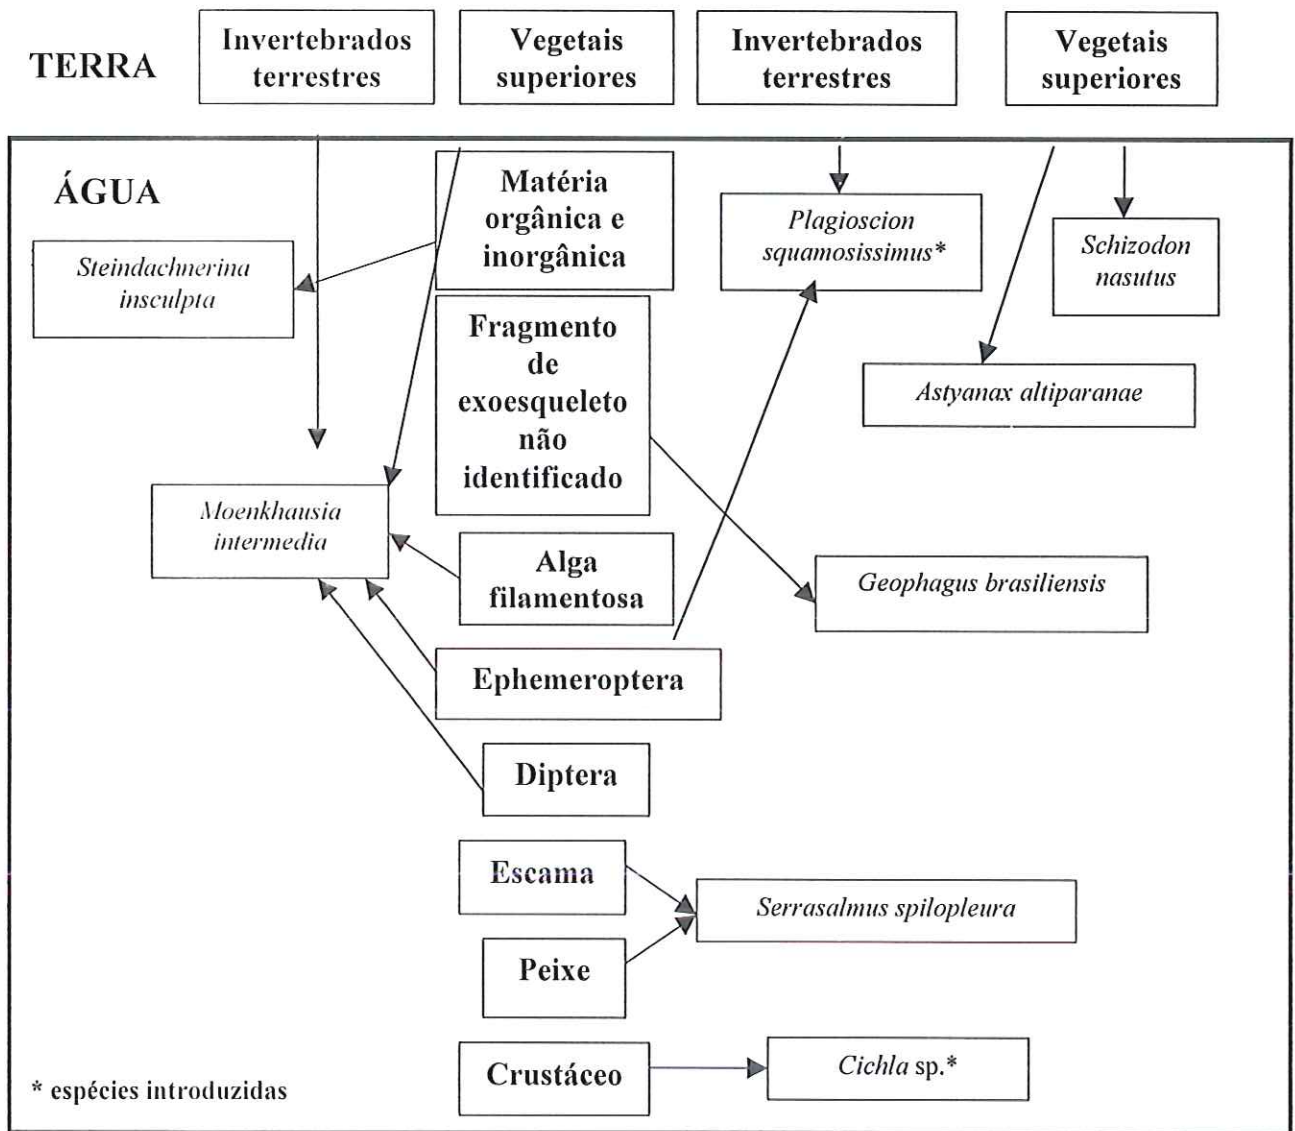 TERRA
Invertebrados
terrestres
Vegetais
superiores
Invertebrados
terrestres
Vegetais
superiores
ÁGUA
Matéria
orgânica e
inorgânica
Plagioscion
squamosissimus*
Schizodon
nasutus
Steindachnerina
insculpta
Fragmento
de
exoesqueleto
não
identificado
Astyanax altiparanae
Moenkhausia
intermedia
Alga
filamentosa
Geophagus brasiliensis
Ephemeroptera
Diptera
Escama
Serrasalmus spilopleura
Peixe
Crustáceo
Cichla sp.*
* espécies introduzidas